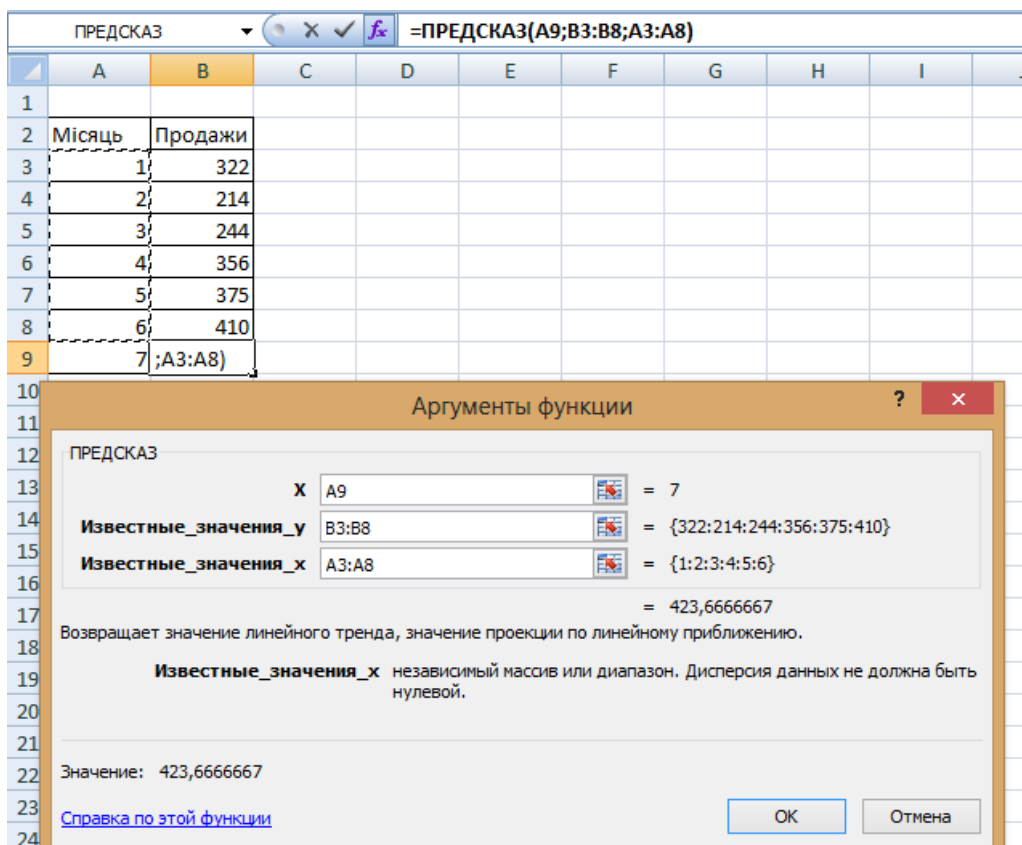 ПРЕДСКАЗ =ПРЕДСКАЗ(A9;B3:B8;A3:A8)
A B C D E F G H I
1
2 Місяць Продажи
3 1 322
4 2 214
5 3 244
6 4 356
7 5 375
8 6 410
9 7 ;A3:A8)
10
Аргументы функции ? ×
11
12 ПРЕДСКАЗ
13 X A9 = 7
14 Известные_значения_y B3:B8 = {322:214:244:356:375:410}
15 Известные_значения_x A3:A8 = {1:2:3:4:5:6}
16
17 = 423,6666667
Возвращает значение линейного тренда, значение проекции по линейному приближению.
18
19 Известные_значения_x независимый массив или диапазон. Дисперсия данных не должна быть
нулевой.
20
21
22 Значение: 423,6666667
23 Справка по этой функции OK Отмена
24